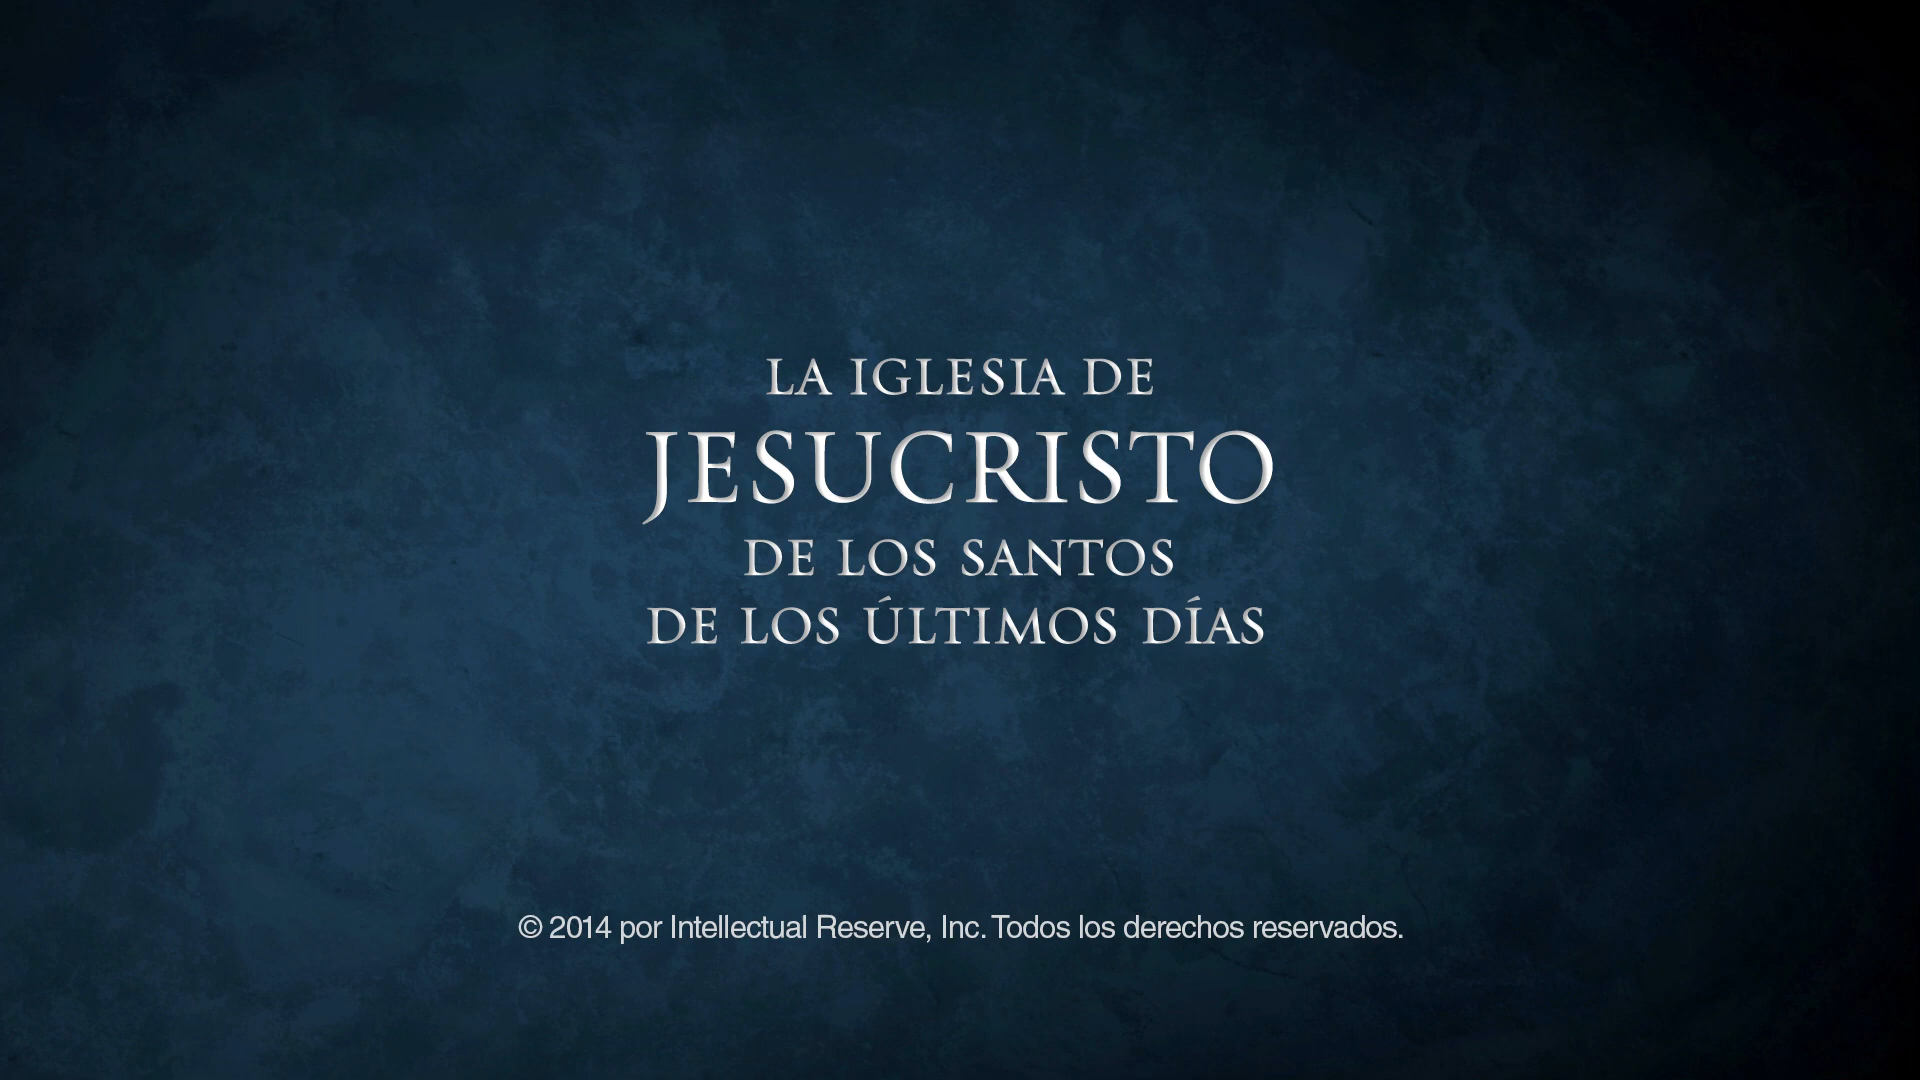 LA IGLESIA DE
JESUCRISTO
DE LOS SANTOS
DE LOS ÚLTIMOS DÍAS
© 2014 por Intellectual Reserve, Inc. Todos los derechos reservados.